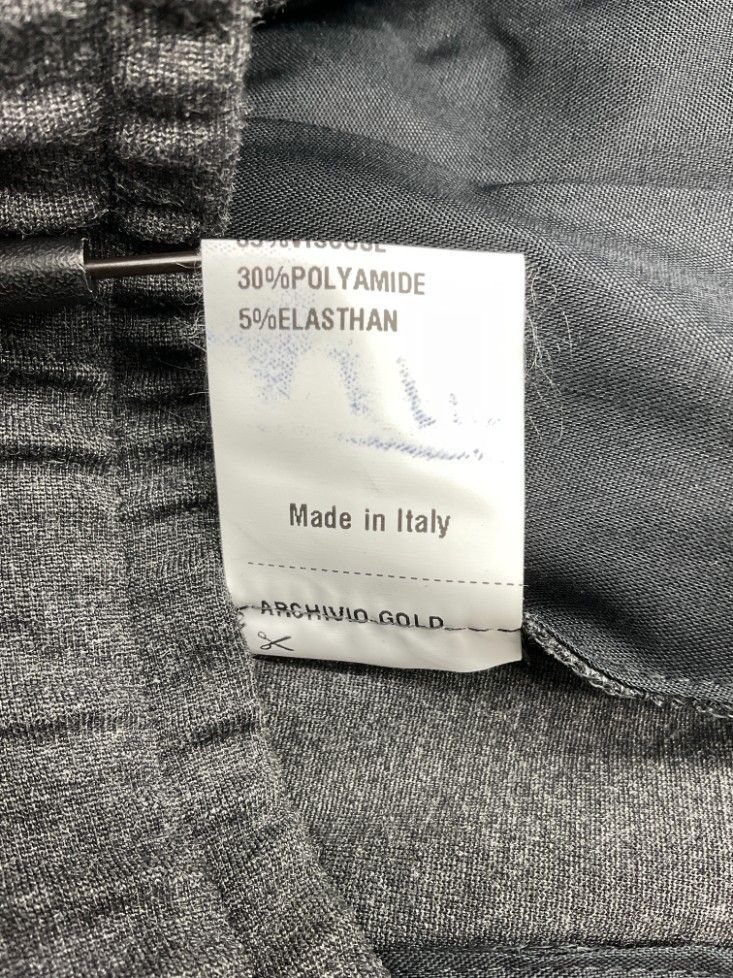 30%POLYAMIDE
5%ELASTHAN
Made in Italy
ARCHIVIO GOLD